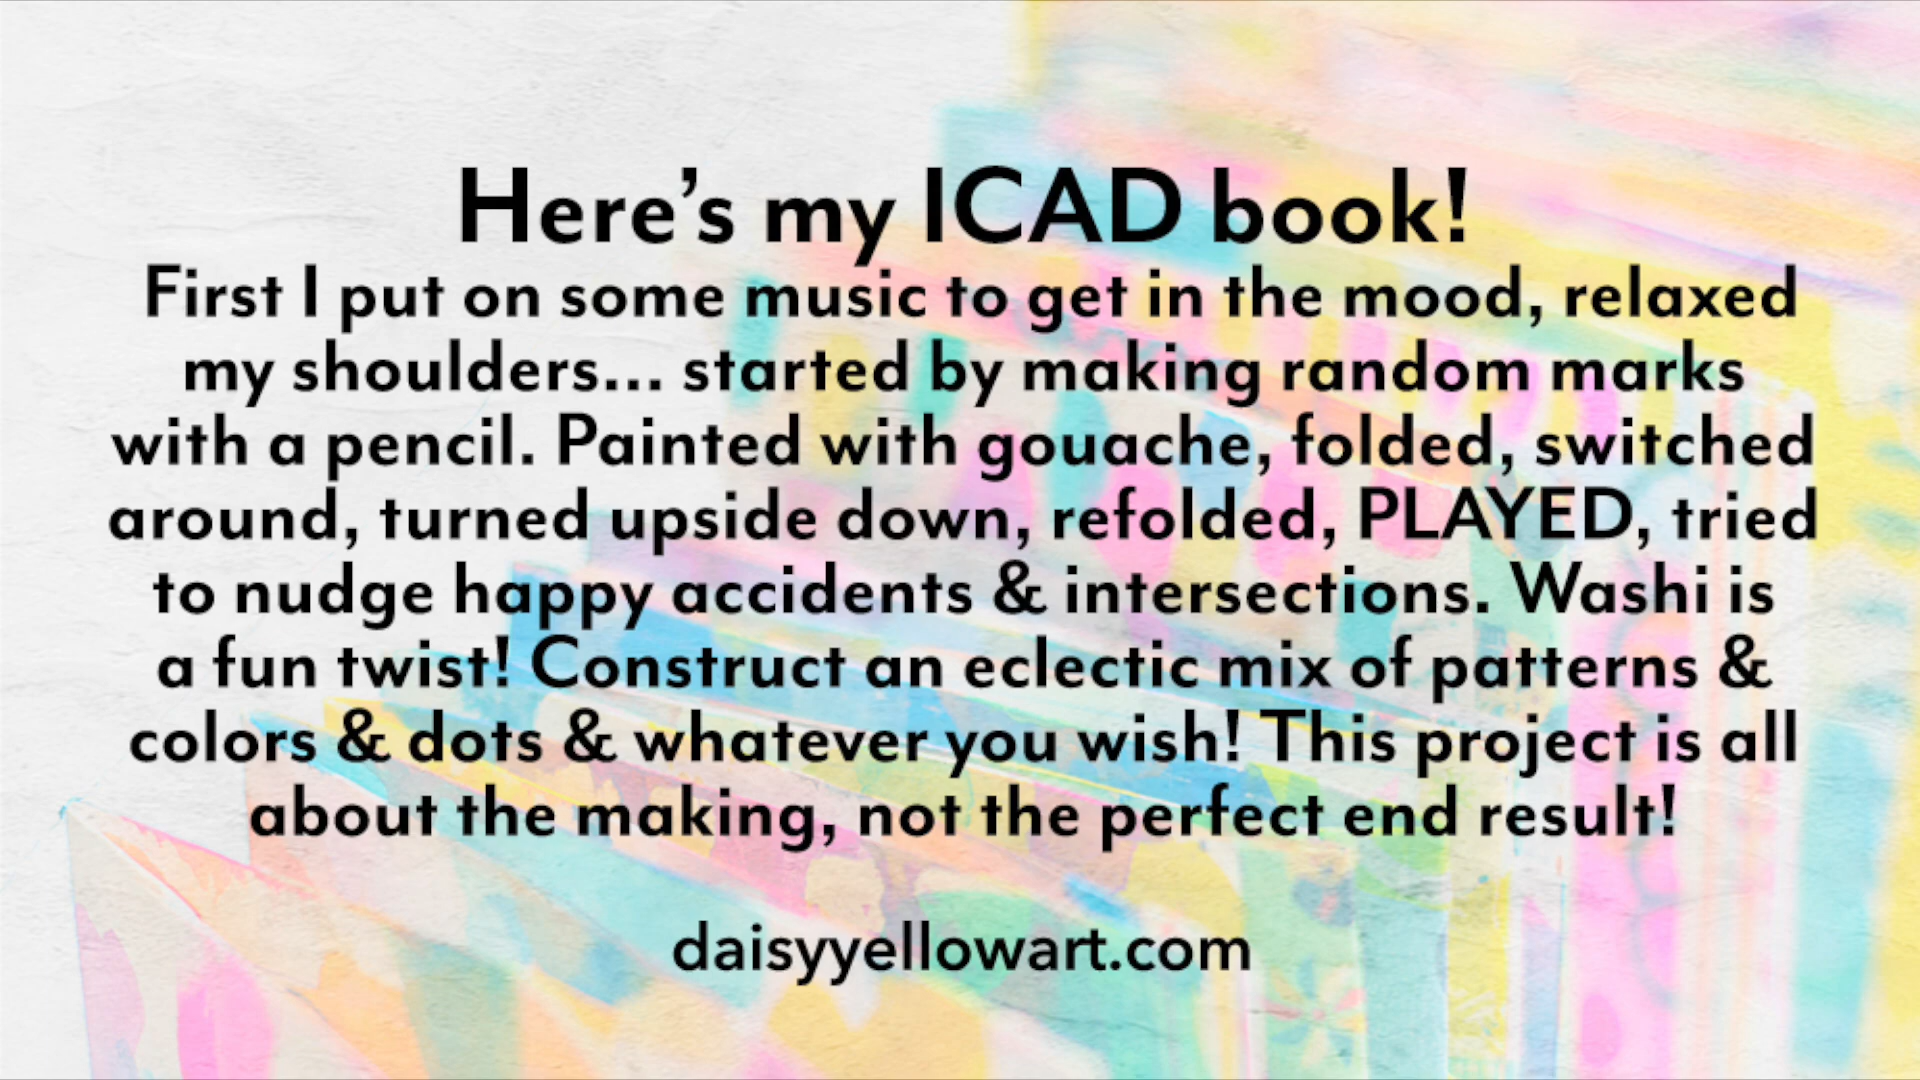 Here’s my ICAD book!
First I put on some music to get in the mood, relaxed
my shoulders... started by making random marks
with a pencil. Painted with gouache, folded, switched
around, turned upside down, refolded, PLAYED, tried
to nudge happy accidents & intersections. Washi is
a fun twist! Construct an eclectic mix of patterns &
colors & dots & whatever you wish! This project is all
about the making, not the perfect end result!
daisyyellowart.com